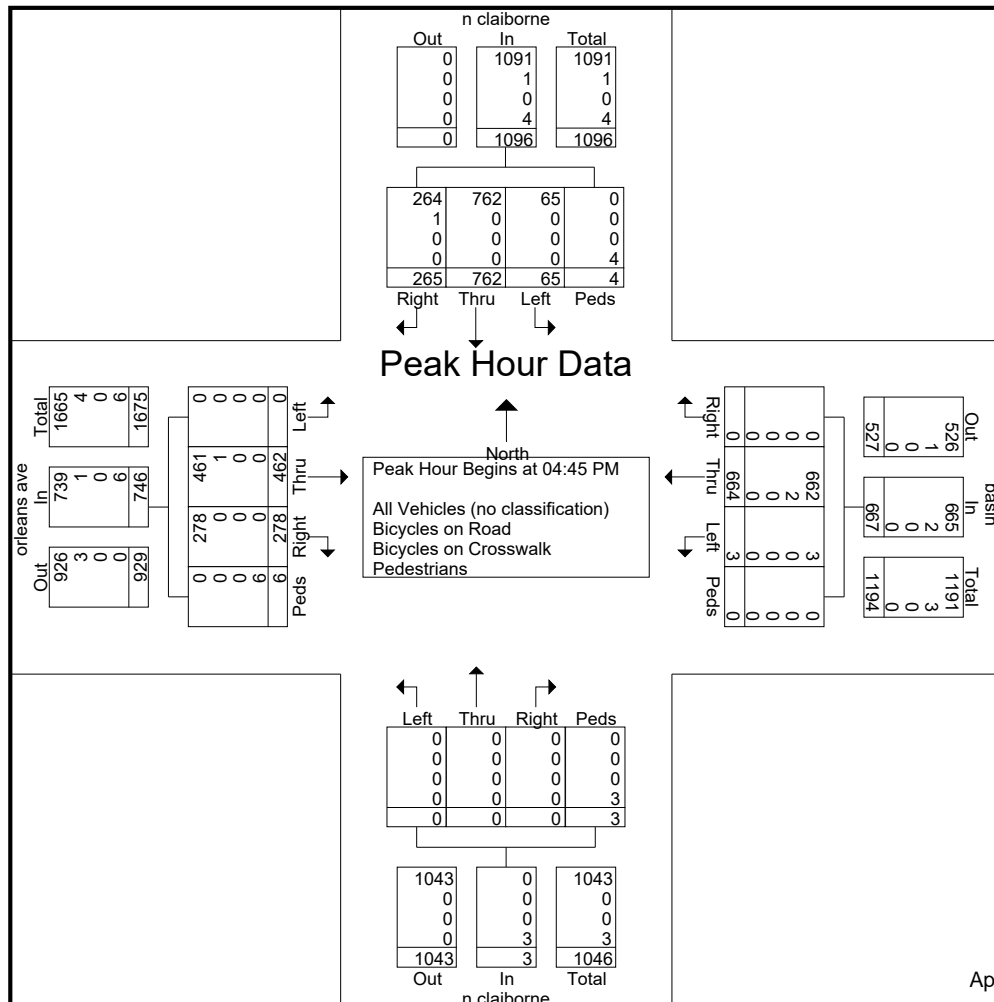 n claiborne
Out In Total
0 1091 1091
0 1 1
0 0 0
0 4 4
0 1096 1096
264 762 65 0
1 0 0 0
0 0 0 0
0 0 0 4
265 762 65 4
Right Thru Left Peds
Peak Hour Data
North
Peak Hour Begins at 04:45 PM
All Vehicles (no classification)
Bicycles on Road
Bicycles on Crosswalk
Pedestrians
orleans ave
Out In Total
926 739 1665
3 1 4
0 0 0
0 6 6
929 746 1675
0 461 278 0
0 1 0 0
0 0 0 0
0 0 0 6
0 462 278 6
Left Thru Right Peds
basin
Out In Total
526 665 1191
1 2 3
0 0 0
0 0 0
527 667 1194
0 662 3 0
0 2 0 0
0 0 0 0
0 0 0 0
0 664 3 0
Right Thru Left Peds
Left Thru Right Peds
0 0 0 0
0 0 0 0
0 0 0 0
0 0 0 3
0 0 0 3
1043 0 1043
0 0 0
0 0 0
0 3 3
1043 3 1046
Out In Total
n claiborne
Ap